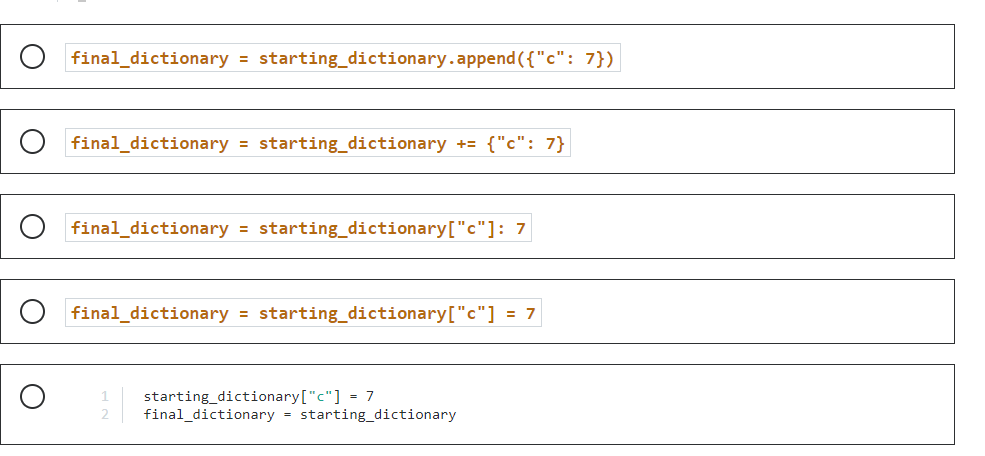 final_dictionary = starting_dictionary.append({"c": 7})
final_dictionary = starting_dictionary += {"c": 7}
final_dictionary = starting_dictionary["c"]: 7
final_dictionary = starting_dictionary["c"] = 7
1 starting_dictionary["c"] = 7
2 final_dictionary = starting_dictionary